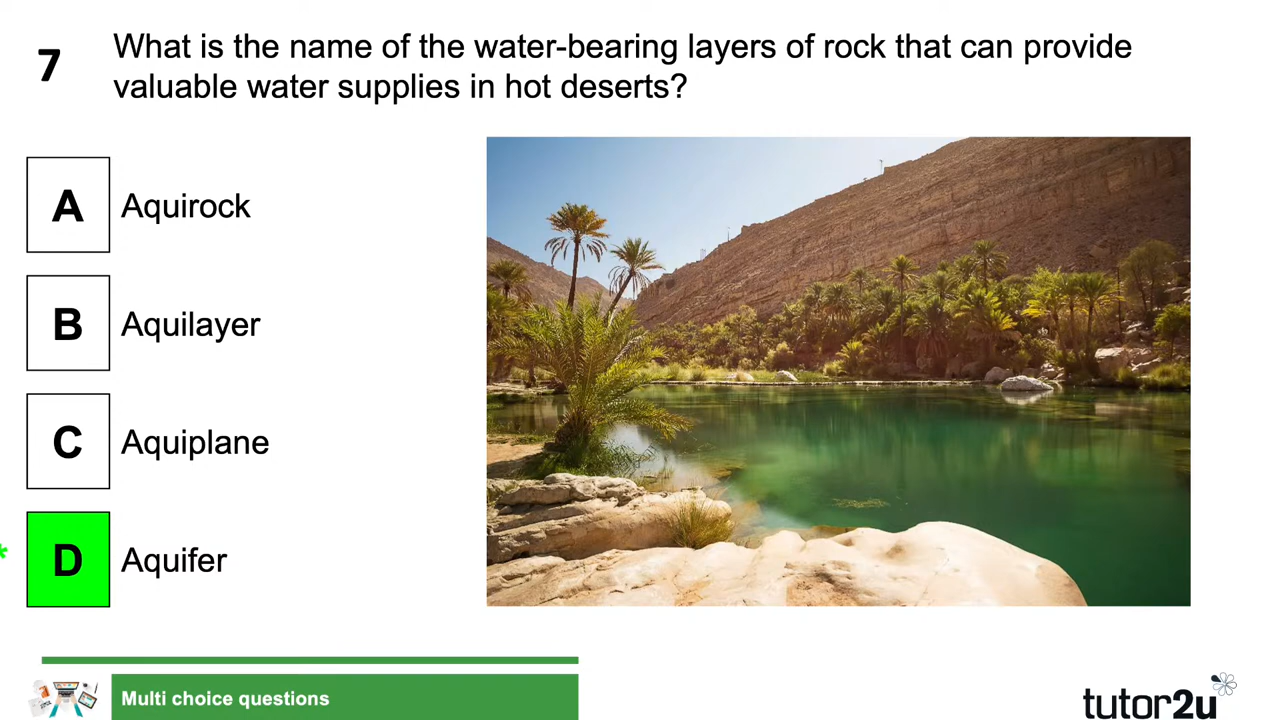 7
What is the name of the water-bearing layers of rock that can provide
valuable water supplies in hot deserts?
A Aquirock
B Aquilayer
C Aquiplane
* D Aquifer
Multi choice questions
tutor2u